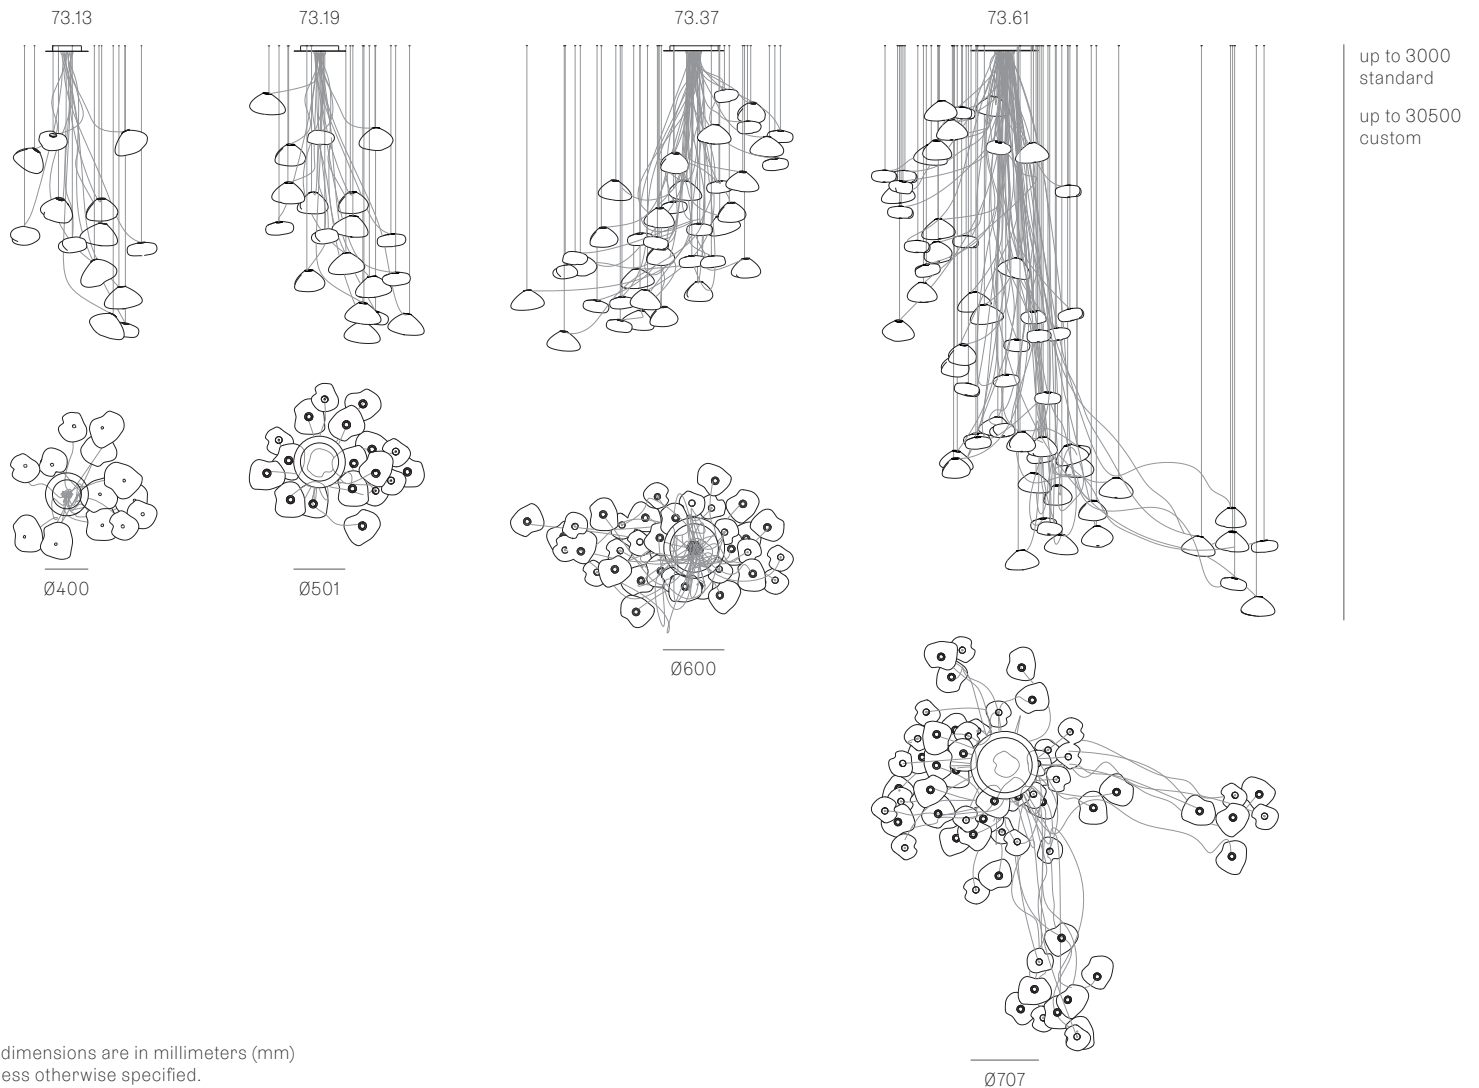 73.13
73.19
73.37
73.61
up to 3000
standard
up to 30500
custom
Ø400
Ø501
Ø600
Ø707
dimensions are in millimeters (mm)
ess otherwise specified.